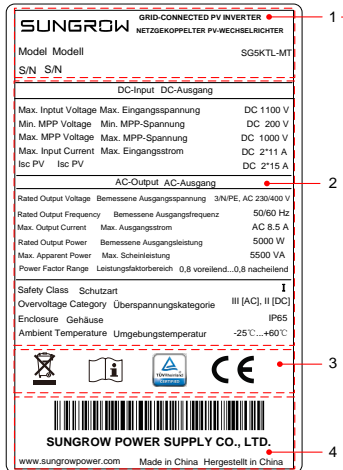 SUNGROW GRID-CONNECTED PV INVERTER
NETZGEKOPPELTER PV-WECHSELRICHTER
1
Model Modell SG5KTL-MT
S/N S/N
DC-Input DC-Ausgang
Max. Intput Voltage Max. Eingangsspannung DC 1100 V
Min. MPP Voltage Min. MPP-Spannung DC 200 V
Max. MPP Voltage Max. MPP-Spannung DC 1000 V
Max. Input Current Max. Eingangsstrom DC 2*11 A
Isc PV Isc PV DC 2*15 A
AC-Output AC-Ausgang
2
Rated Output Voltage Bemessene Ausgangsspannung 3/N/PE, AC 230/400 V
Rated Output Frequency Bemessene Ausgangsfrequenz 50/60 Hz
Max. Output Current Max. Ausgangsstrom AC 8.5 A
Rated Output Power Bemessene Ausgangsleistung 5000 W
Max. Apparent Power Max. Scheinleistung 5500 VA
Power Factor Range Leistungsfaktorbereich 0,8 voreilend...0,8 nacheilend
Safety Class Schutzart I
Overvoltage Category Überspannungskategorie III [AC], II [DC]
Enclosure Gehäuse IP65
Ambient Temperature Umgebungstemperatur -25℃...+60℃
TÜVRheinland
CERTIFIED
CE
3
SUNGROW POWER SUPPLY CO., LTD.
4
www.sungrowpower.com Made in China Hergestellt in China